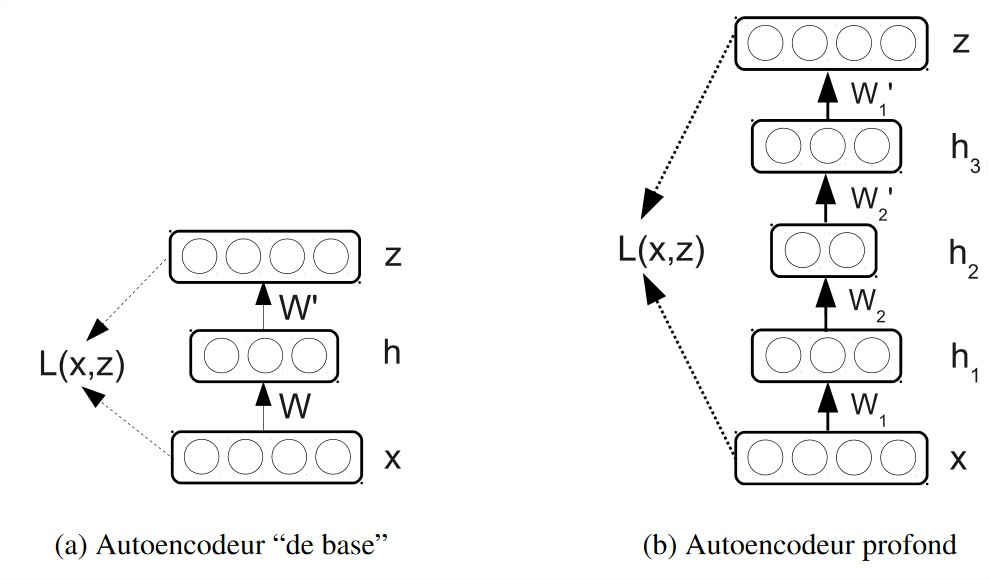 z
W'
h
L(x,z)
W
x
(a) Autoencodeur “de base”
z
W₁'
h₃
W₂'
L(x,z)
h₂
W₂
h₁
W₁
x
(b) Autoencodeur profond